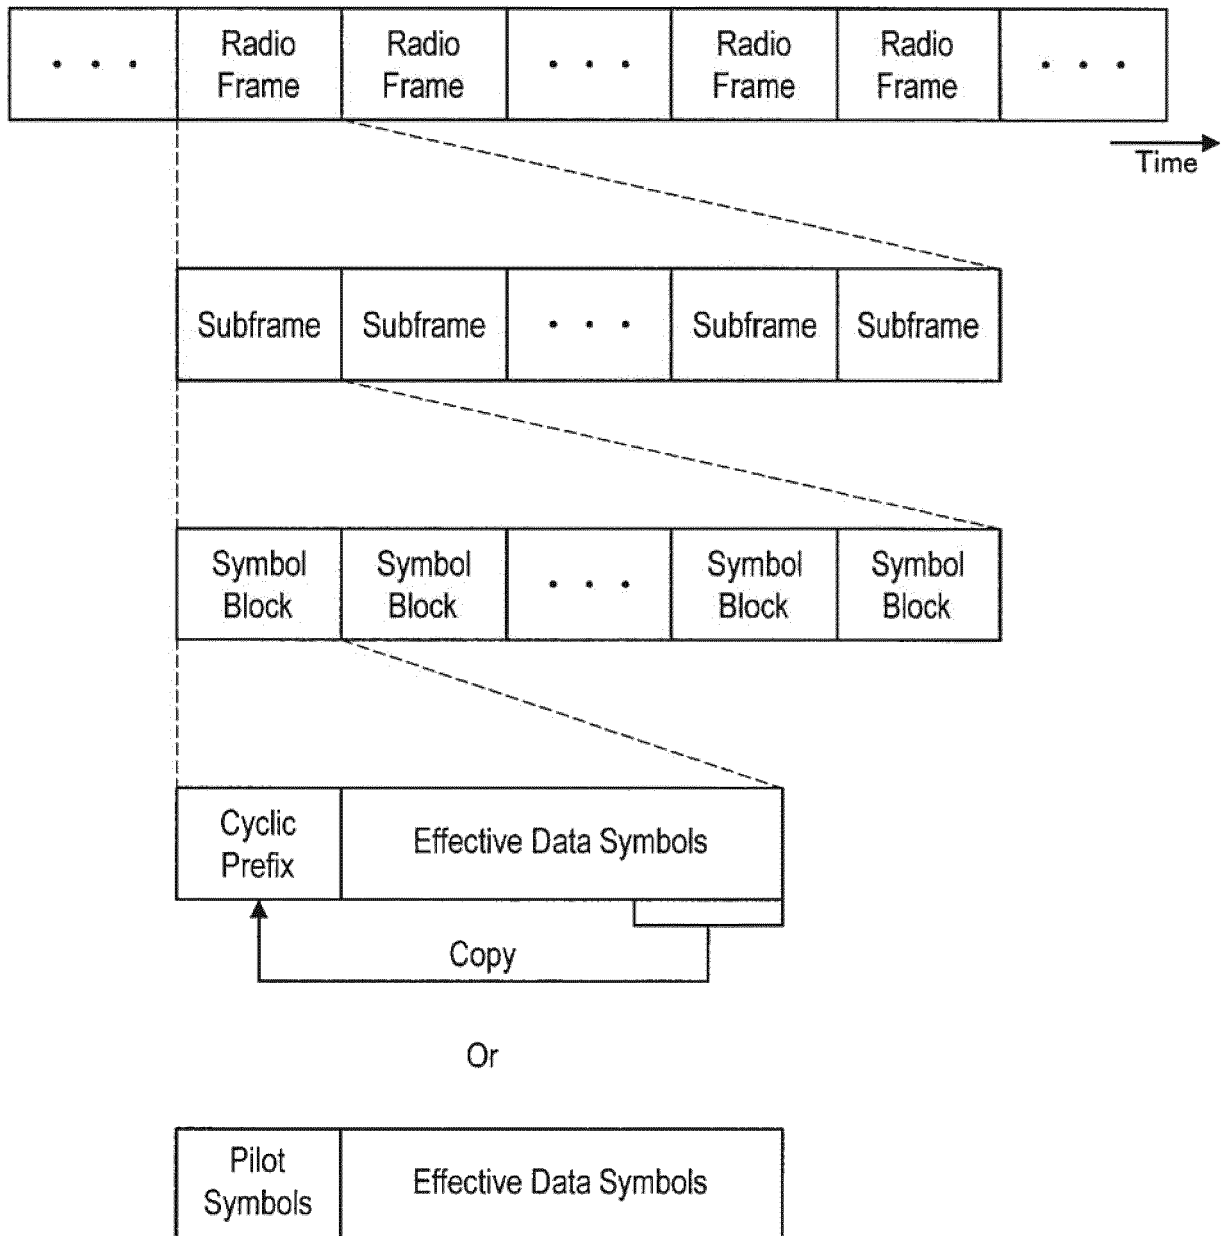 . . .
Radio
Frame
Radio
Frame
. . .
Radio
Frame
Radio
Frame
. . .
Time
Subframe
Subframe
. . .
Subframe
Subframe
Symbol
Block
Symbol
Block
. . .
Symbol
Block
Symbol
Block
Cyclic
Prefix
Effective Data Symbols
Copy
Or
Pilot
Symbols
Effective Data Symbols